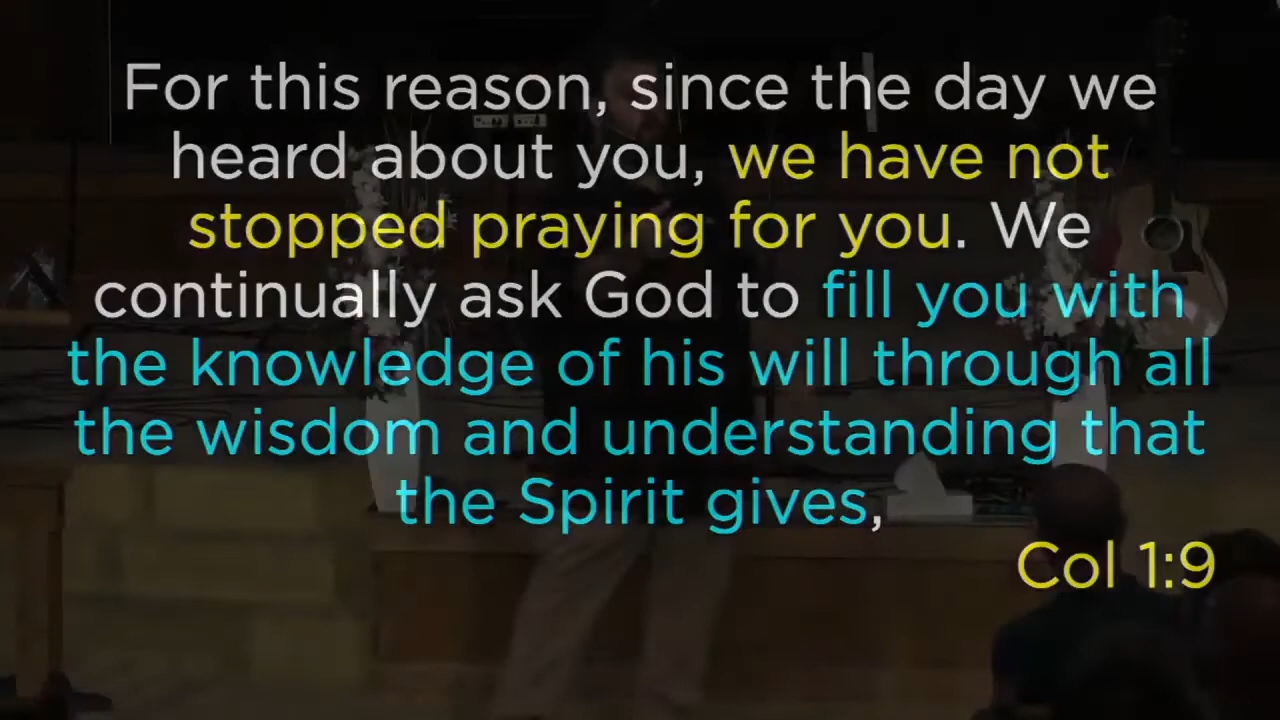 For this reason, since the day we
heard about you, we have not
stopped praying for you. We
continually ask God to fill you with
the knowledge of his will through all
the wisdom and understanding that
the Spirit gives,
Col 1:9